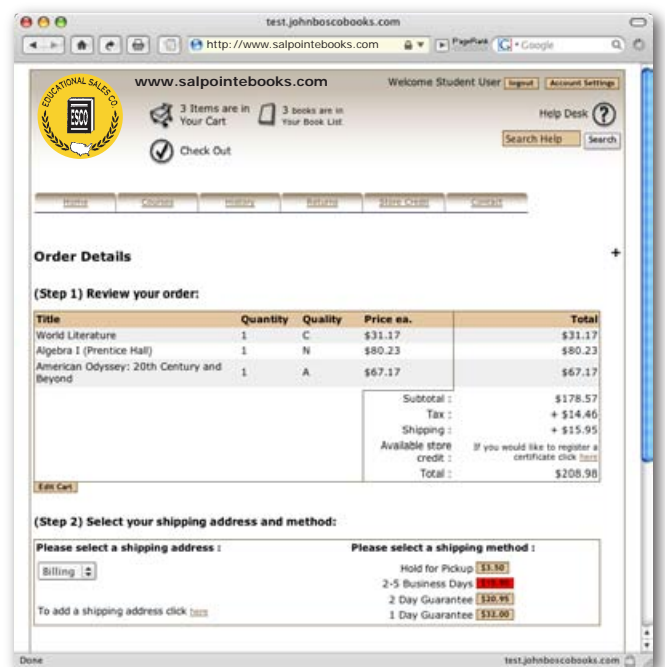 test.johnboscobooks.com
http://www.salpointebooks.com
PageRank
G Google
EDUCATIONAL SALES CO.
ESCO
www.salpointebooks.com
Welcome Student User logout Account Settings
3 Items are in Your Cart
3 books are in Your Book List
Help Desk ?
Check Out
Search Help Search
Home Courses History Returns Store Credit Contact
Order Details +
(Step 1) Review your order:
Title Quantity Quality Price ea. Total
World Literature 1 C $31.17 $31.17
Algebra I (Prentice Hall) 1 N $80.23 $80.23
American Odyssey: 20th Century and Beyond 1 A $67.17 $67.17
Subtotal : $178.57
Tax : + $14.46
Shipping : + $15.95
Available store credit : If you would like to register a certificate click here
Total : $208.98
Edit Cart
(Step 2) Select your shipping address and method:
Please select a shipping address : Please select a shipping method :
Billing
Hold for Pickup $3.50
2-5 Business Days
2 Day Guarantee $20.95
1 Day Guarantee $32.00
To add a shipping address click here
Done test.johnboscobooks.com